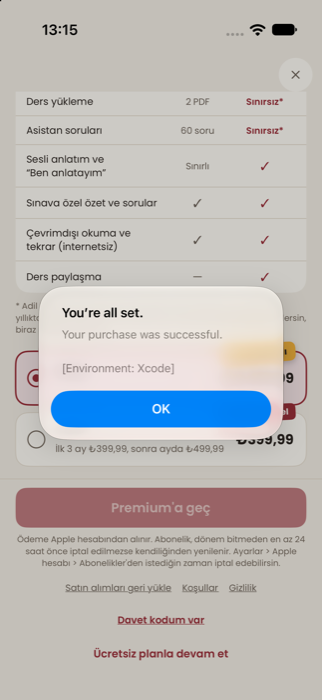 13:15
×
Ders yükleme 2 PDF Sınırsız*
Asistan soruları 60 soru Sınırsız*
Sesli anlatım ve
“Ben anlatayım” Sınırlı ✓
Sınava özel özet ve sorular ✓ ✓
Çevrimdışı okuma ve
tekrar (internetsiz) ✓ ✓
Ders paylaşma — ✓
* Adil
yıllıkt
biraz
You’re all set.
Your purchase was successful.
[Environment: Xcode]
OK
₺399,99
İlk 3 ay ₺399,99, sonra ayda ₺499,99
Premium'a geç
Ödeme Apple hesabından alınır. Abonelik, dönem bitmeden en az 24
saat önce iptal edilmezse kendiliğinden yenilenir. Ayarlar > Apple
hesabı > Abonelikler'den istediğin zaman iptal edebilirsin.
Satın alımları geri yükle Koşullar Gizlilik
Davet kodum var
Ücretsiz planla devam et